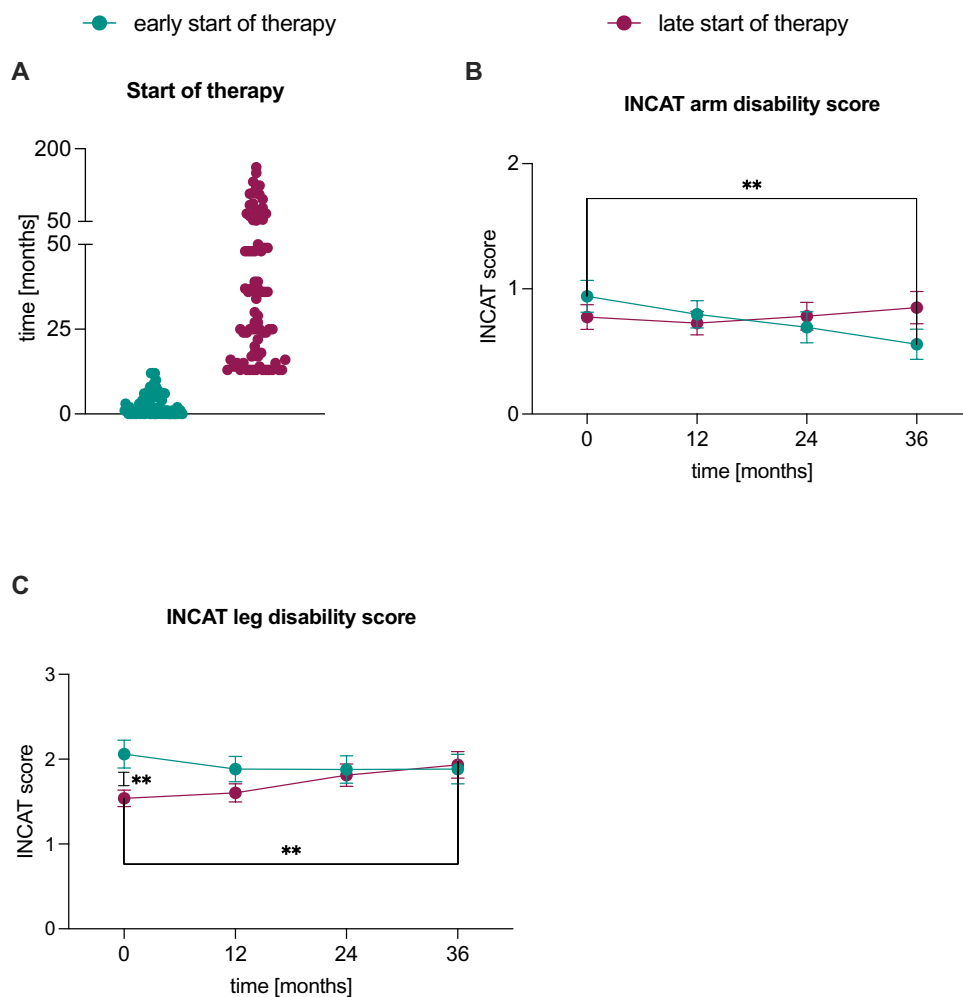 early start of therapy
late start of therapy
A
Start of therapy
200
50
50
25
0
time [months]
B
INCAT arm disability score
2
1
0
INCAT score
**
0 12 24 36
time [months]
C
INCAT leg disability score
3
2
1
0
INCAT score
**
**
0 12 24 36
time [months]